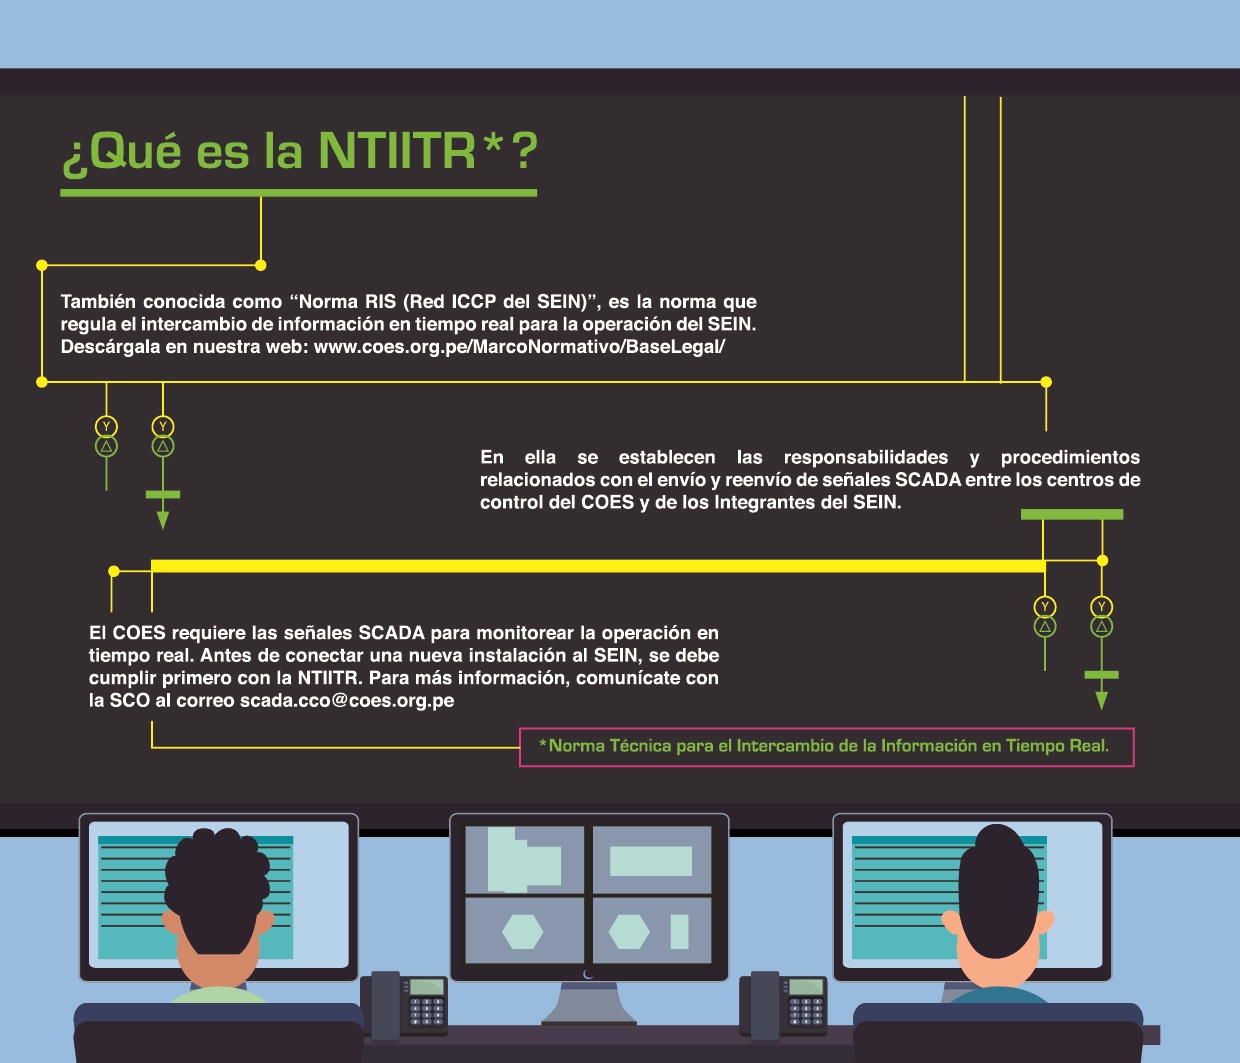 ¿Qué es la NTIITR*?
También conocida como “Norma RIS (Red ICCP del SEIN)”, es la norma que
regula el intercambio de información en tiempo real para la operación del SEIN.
Descárgala en nuestra web: www.coes.org.pe/MarcoNormativo/BaseLegal/
Y
Y
En ella se establecen las responsabilidades y procedimientos
relacionados con el envío y reenvío de señales SCADA entre los centros de
control del COES y de los Integrantes del SEIN.
Y
Y
El COES requiere las señales SCADA para monitorear la operación en
tiempo real. Antes de conectar una nueva instalación al SEIN, se debe
cumplir primero con la NTIITR. Para más información, comunícate con
la SCO al correo scada.cco@coes.org.pe
*Norma Técnica para el Intercambio de la Información en Tiempo Real.